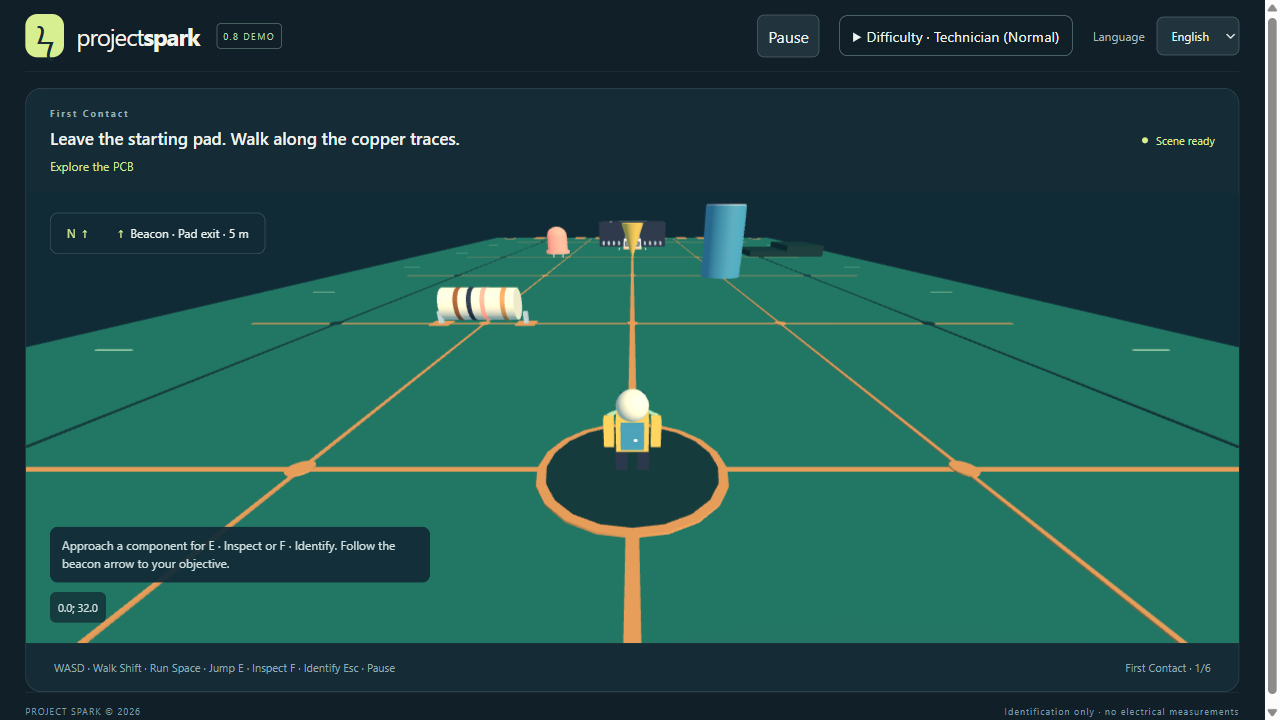 projectspark
0.8 DEMO
Pause
▶ Difficulty · Technician (Normal)
Language
English
First Contact
Leave the starting pad. Walk along the copper traces.
Explore the PCB
Scene ready
N ↑
↑ Beacon · Pad exit · 5 m
Approach a component for E · Inspect or F · Identify. Follow the
beacon arrow to your objective.
0.0; 32.0
WASD · Walk Shift · Run Space · Jump E · Inspect F · Identify Esc · Pause
First Contact · 1/6
PROJECT SPARK © 2026
Identification only · no electrical measurements